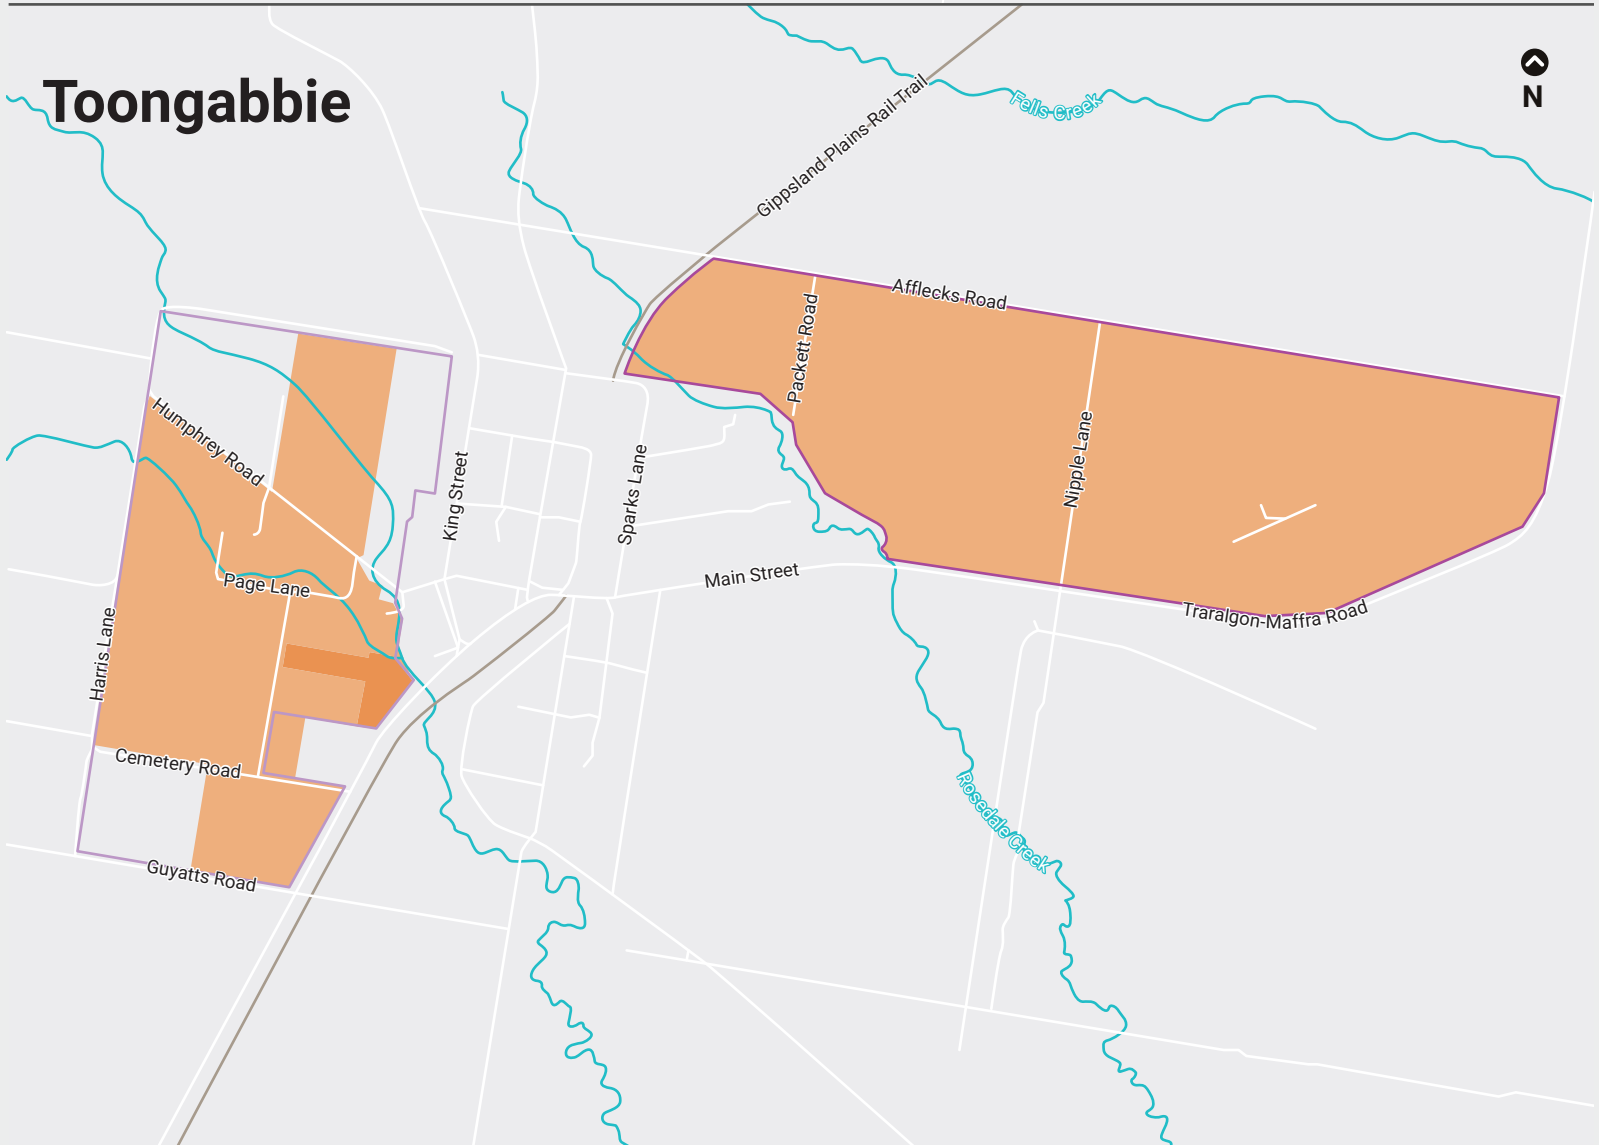 Toongabbie
N
Gippsland Plains Rail Trail
Fells Creek
Afflecks Road
Packett Road
Nipple Lane
Humphrey Road
King Street
Sparks Lane
Main Street
Page Lane
Traralgon-Maffra Road
Harris Lane
Cemetery Road
Rosedale Creek
Guyatts Road